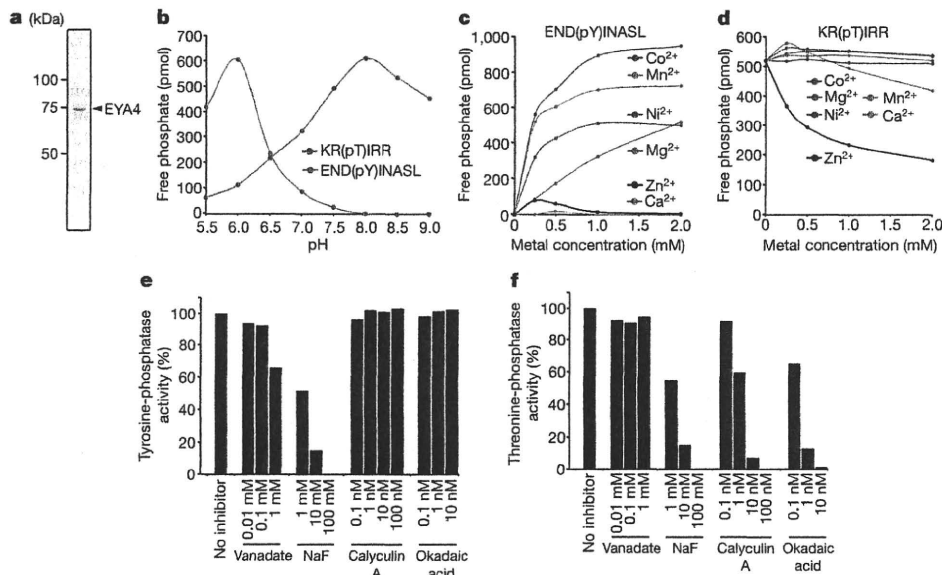 a (kDa)
100
75
50
EYA4
b
Free phosphate (pmol)
700
600
500
400
300
200
100
0
KR(pT)IRR
END(pY)INASL
5.5 6.0 6.5 7.0 7.5 8.0 8.5 9.0
pH
c END(pY)INASL
Free phosphate (pmol)
1,000
800
600
400
200
0
Co2+
Mn2+
Ni2+
Mg2+
Zn2+
Ca2+
0 0.5 1.0 1.5 2.0
Metal concentration (mM)
d KR(pT)IRR
Free phosphate (pmol)
600
500
400
300
200
100
0
Co2+
Mg2+ Mn2+
Ni2+ Ca2+
Zn2+
0 0.5 1.0 1.5 2.0
Metal concentration (mM)
e
Tyrosine-phosphatase
activity (%)
100
80
60
40
20
No inhibitor
0.01 mM
0.1 mM
1 mM
Vanadate
1 mM
10 mM
100 mM
NaF
0.1 nM
1 nM
10 nM
100 nM
Calyculin
A
0.1 nM
1 nM
10 nM
Okadaic
acid
f
Threonine-phosphatase
activity (%)
100
80
60
40
20
0
No inhibitor
0.01 mM
0.1 mM
1 mM
Vanadate
1 mM
10 mM
100 mM
NaF
0.1 nM
1 nM
10 nM
100 nM
Calyculin
A
0.1 nM
1 nM
10 nM
Okadaic
acid